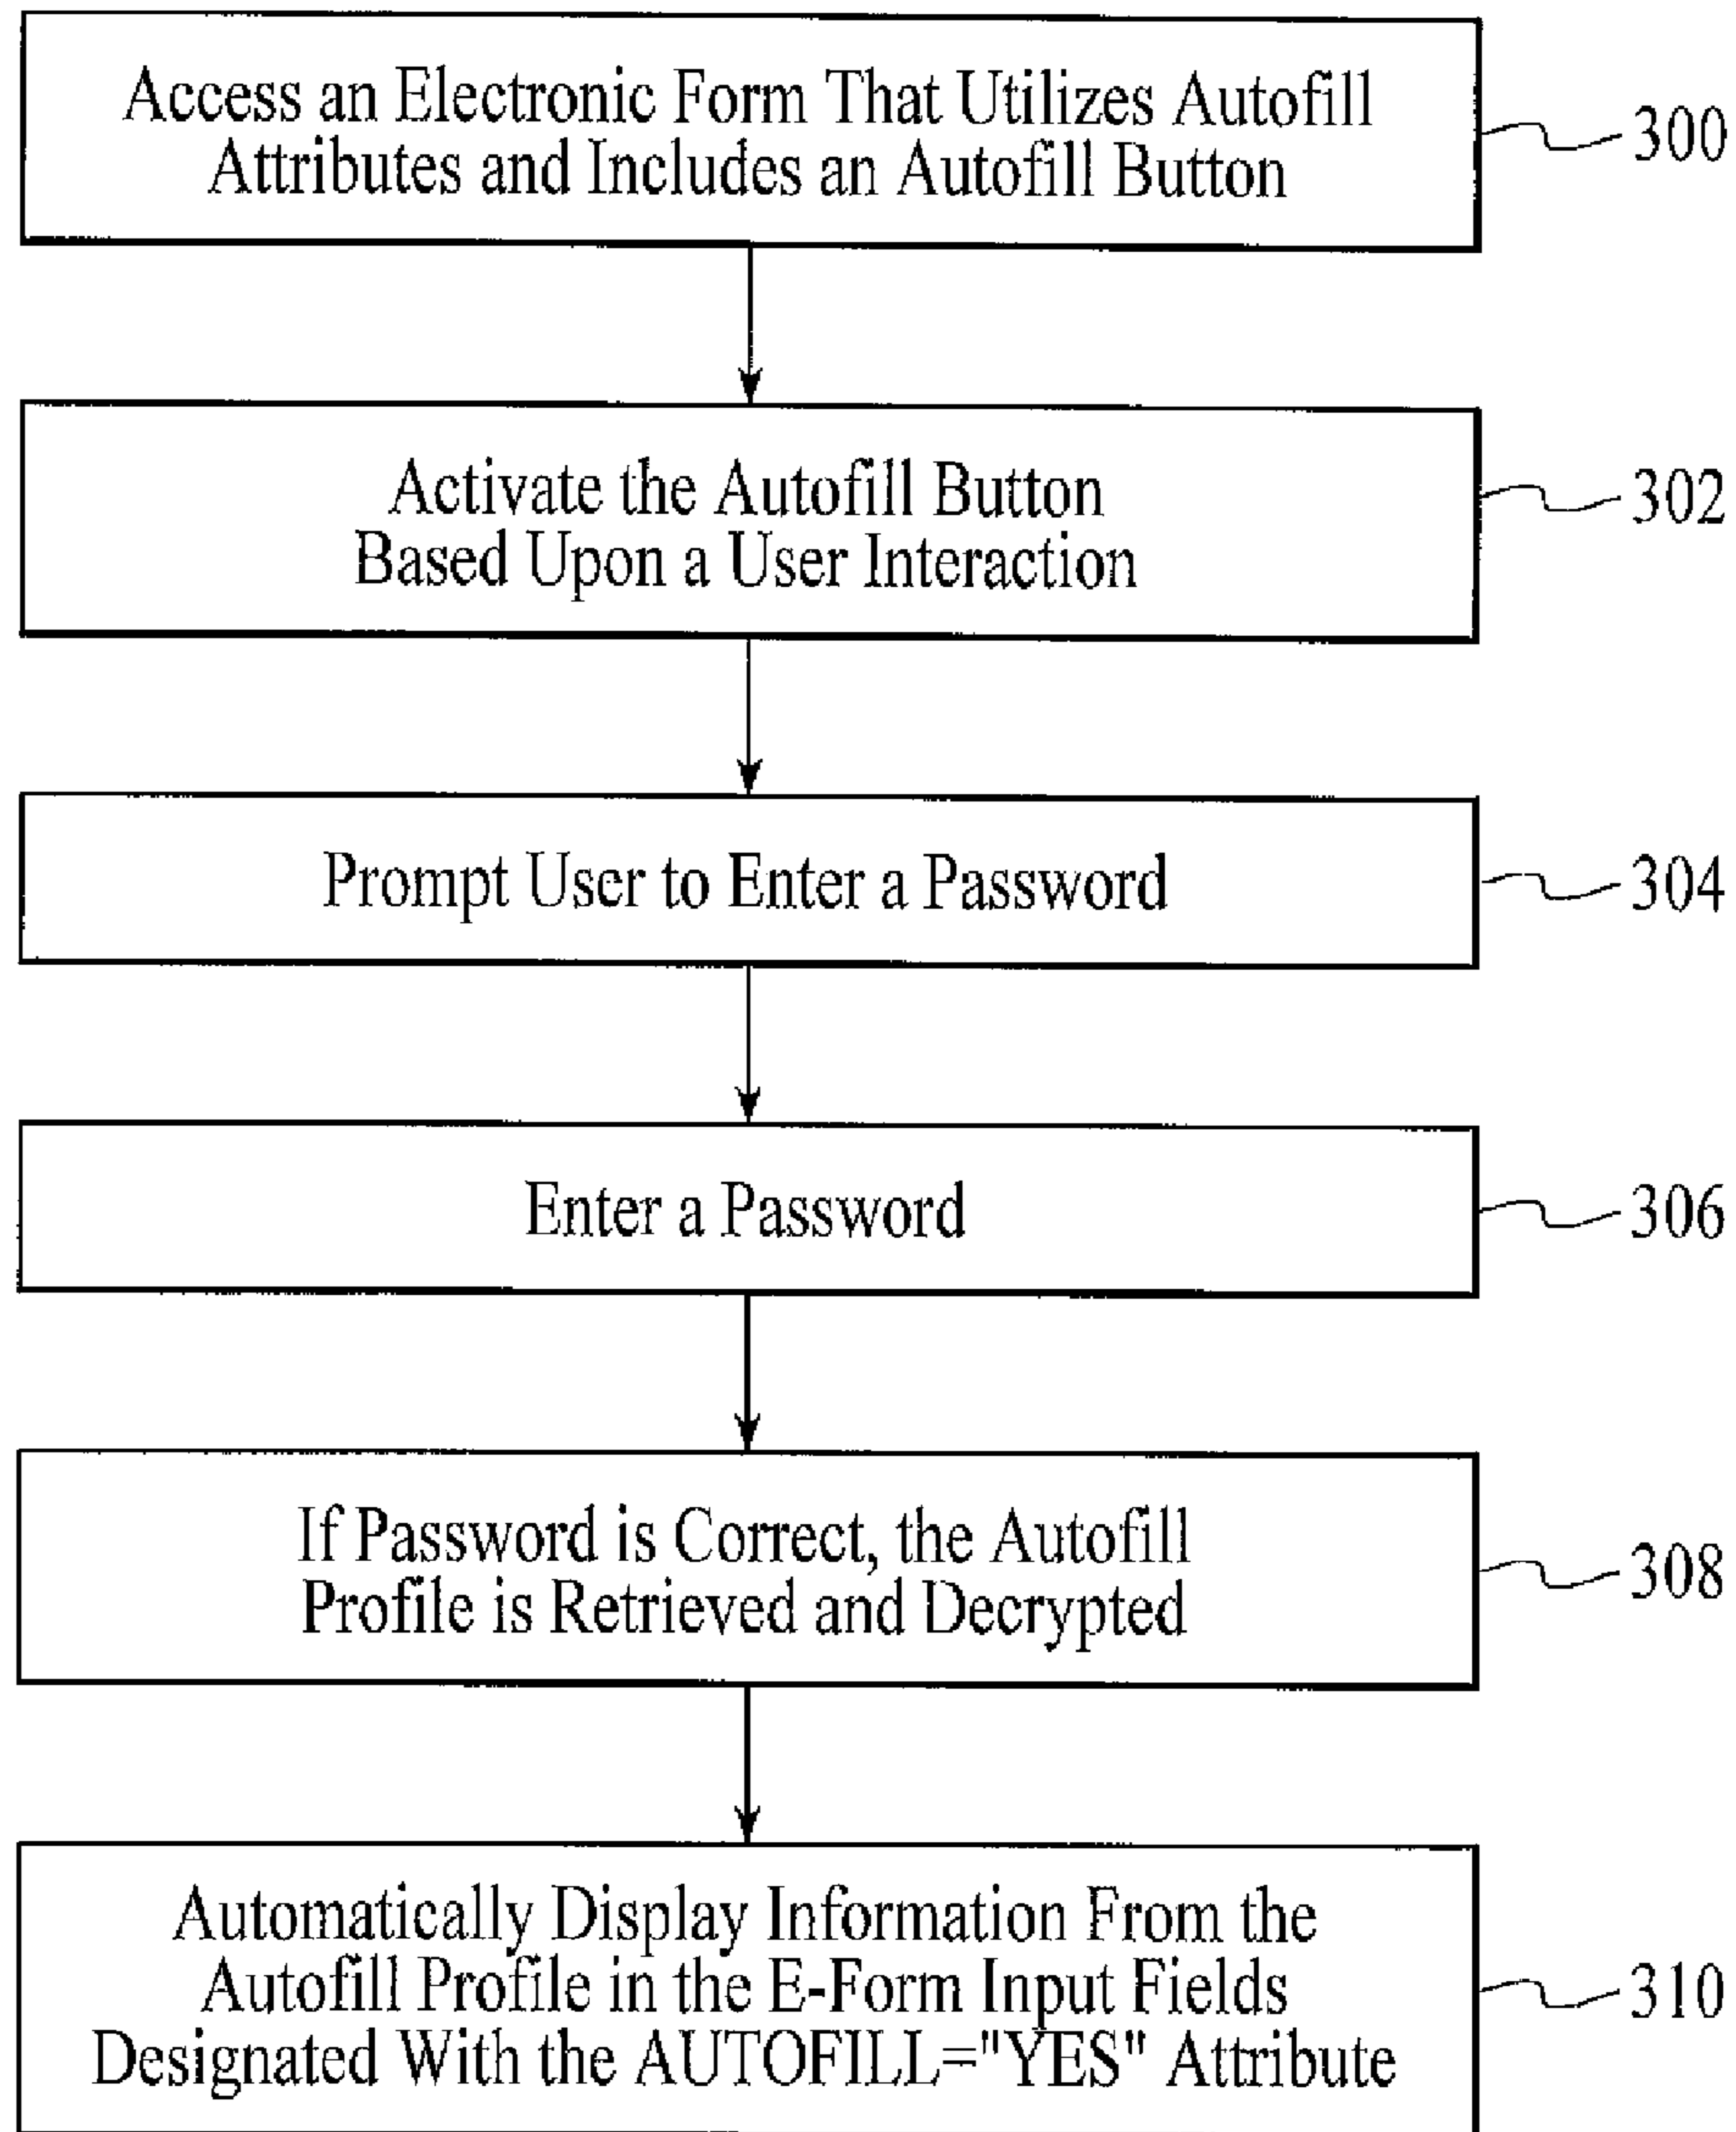 Access an Electronic Form That Utilizes Autofill
Attributes and Includes an Autofill Button
300
Activate the Autofill Button
Based Upon a User Interaction
302
Prompt User to Enter a Password
304
Enter a Password
306
If Password is Correct, the Autofill
Profile is Retrieved and Decrypted
308
Automatically Display Information From the
Autofill Profile in the E-Form Input Fields
Designated With the AUTOFILL="YES" Attribute
310